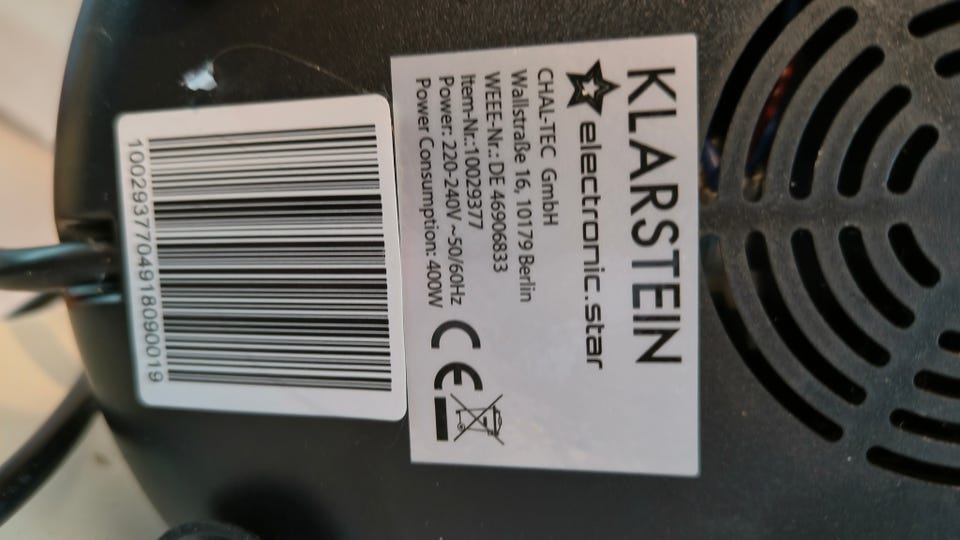 KLARSTEIN
electronic.star
CHAL-TEC GmbH
Wallstraße 16, 10179 Berlin
WEEE-Nr.: DE 46906833
Item-Nr.:10029377
Power: 220-240V ~50/60Hz
Power Consumption: 400W
CE
1002937704918090019